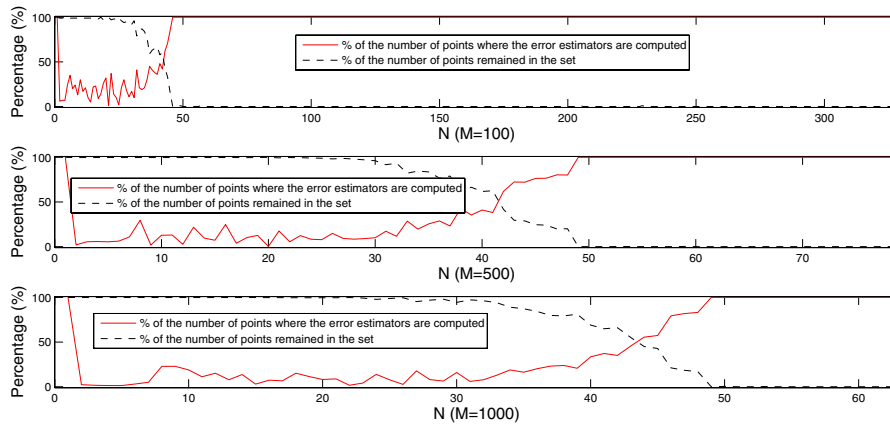 Percentage (%)
100
50
0
% of the number of points where the error estimators are computed
% of the number of points remained in the set
0 50 100 150 200 250 300
N (M=100)
Percentage (%)
100
50
0
% of the number of points where the error estimators are computed
% of the number of points remained in the set
0 10 20 30 40 50 60 70
N (M=500)
Percentage (%)
100
50
0
% of the number of points where the error estimators are computed
% of the number of points remained in the set
0 10 20 30 40 50 60
N (M=1000)